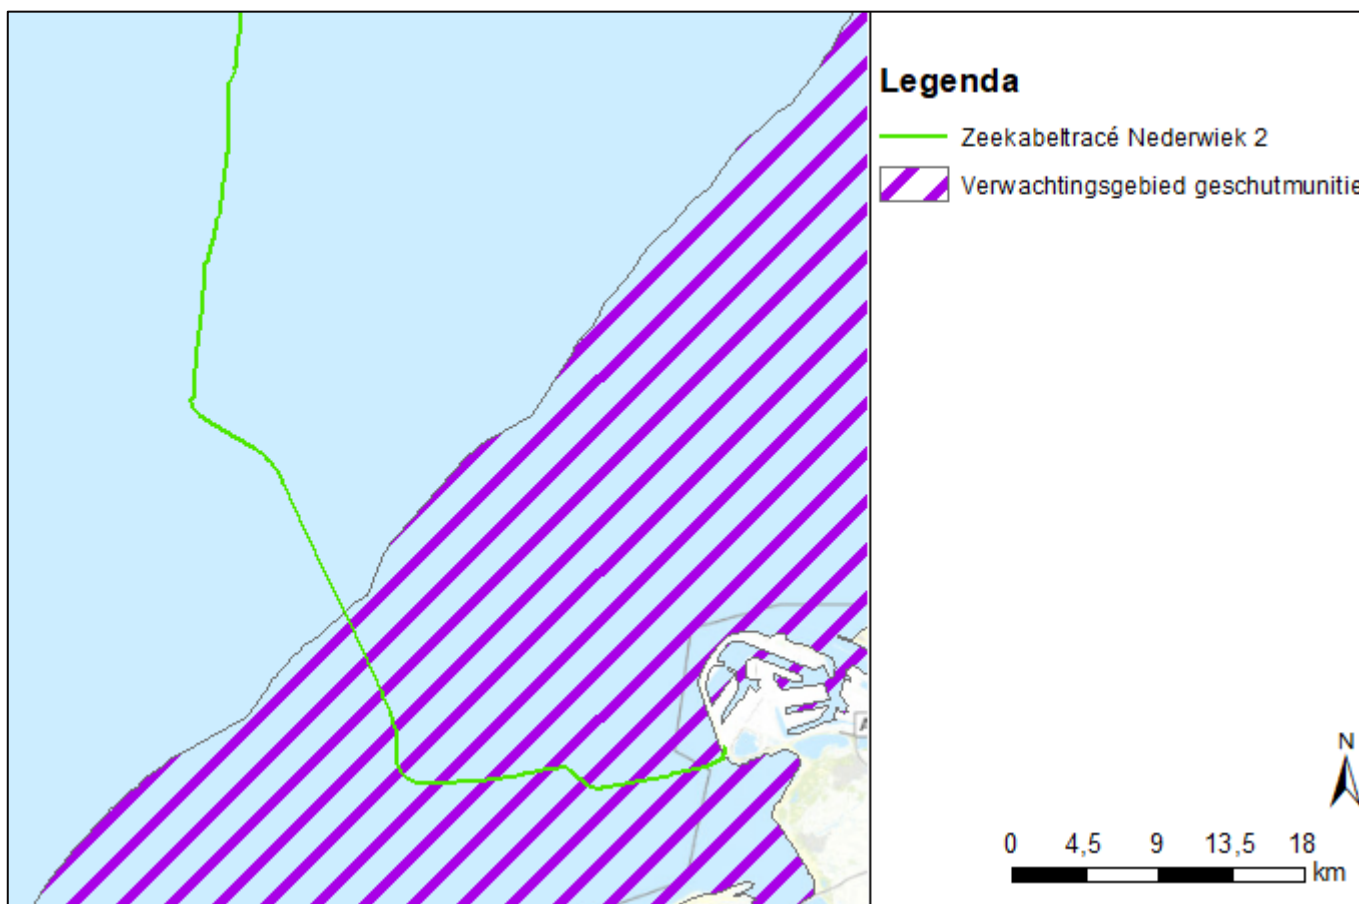 Legenda
Zeekabeltracé Nederwiek 2
Verwachtingsgebied geschutmunitie
A
N
0 4,5 9 13,5 18
km